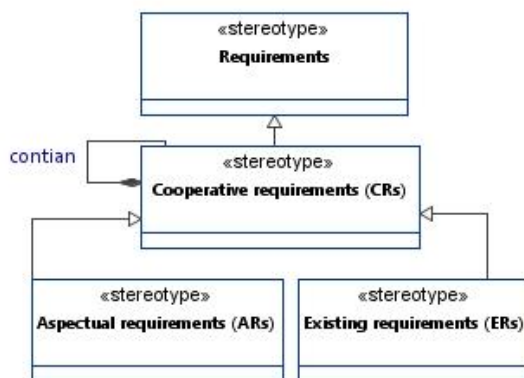 «stereotype»
Requirements
contian
«stereotype»
Cooperative requirements (CRs)
«stereotype»
Aspectual requirements (ARs)
«stereotype»
Existing requirements (ERs)